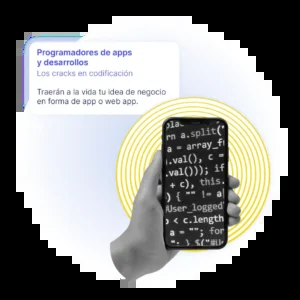 Programadores de apps
y desarrollos
Los cracks en codificación
Traerán a la vida tu idea de negocio
en forma de app o web app.
rn a.split("
a = array_f
.val(), c =
.val())); if
+ c), this.
) { "" != a
User_logged
< c.length
a = ""; for